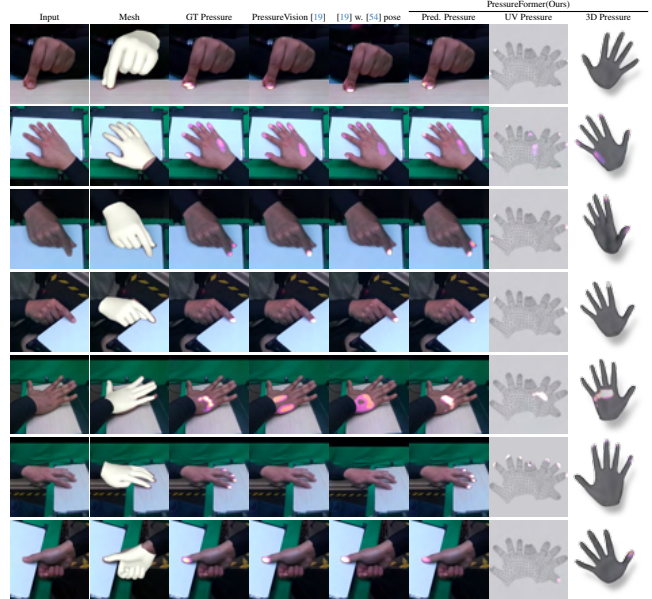 PressureFormer(Ours)
Input Mesh GT Pressure PressureVision [19] [19] w. [54] pose Pred. Pressure UV Pressure 3D Pressure